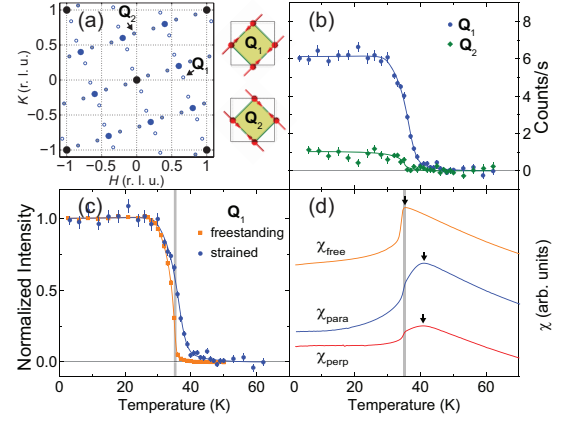 (a)
Q2
Q1
K (r. l. u.)
1
0.5
0
−0.5
−1
−1
−0.5
0
0.5
1
H (r. l. u.)
Q1
Q2
(b)
Q1
Q2
6
4
2
0
Counts/s
(c)
Q1
freestanding
strained
Normalized Intensity
1.0
0.5
0.0
0
20
40
60
Temperature (K)
(d)
χfree
χpara
χperp
χ (arb. units)
0
20
40
60
Temperature (K)